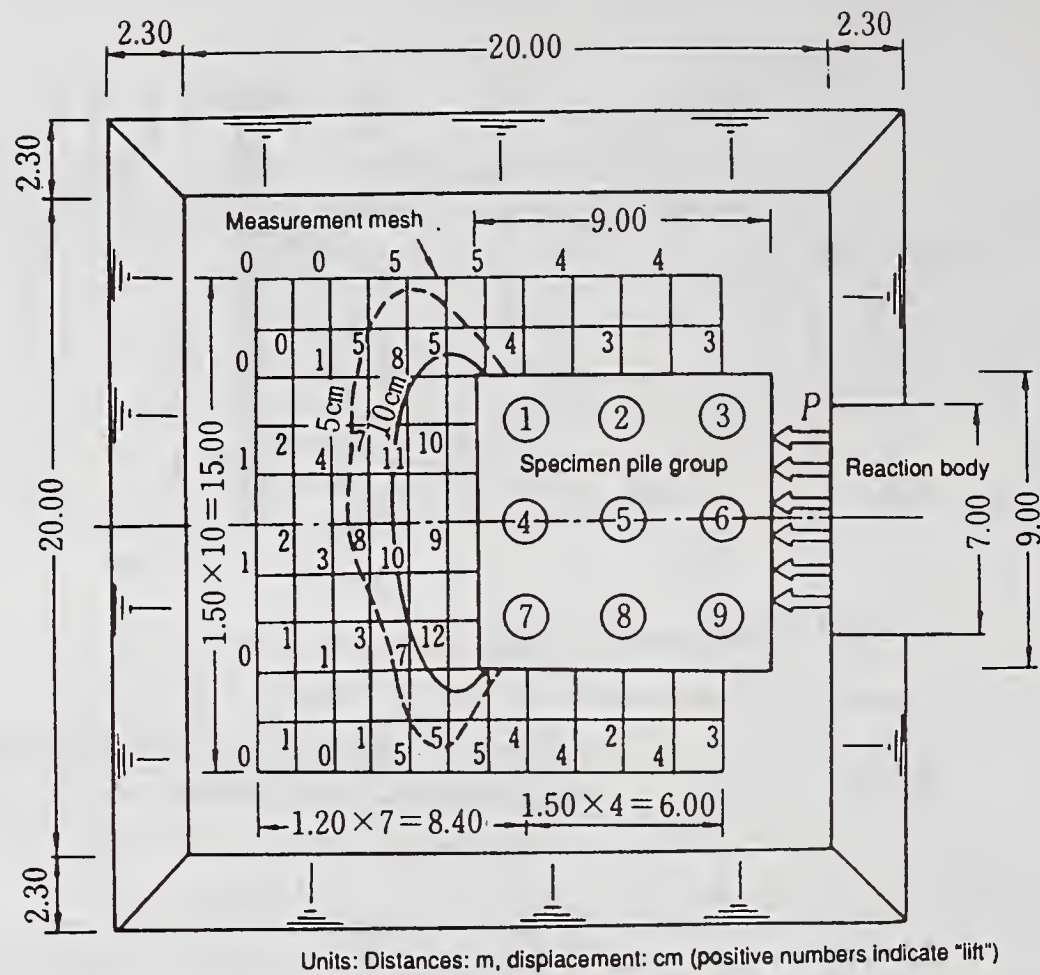 2.30 20.00 2.30
2.30
Measurement mesh
9.00
0 0 5 5 4 4
0 0 1 5 8 5 4 3 3
5cm
10cm
1 2 4 7 11 10
1.50×10=15.00
20.00
1 2 3 8 10 9
0 1 1 3 7 12
0 1 0 1 5 5 5 4 4 2 4 3
① ② ③
P
Specimen pile group
Reaction body
④ ⑤ ⑥
⑦ ⑧ ⑨
7.00
9.00
1.20×7=8.40
1.50×4=6.00
2.30
Units: Distances: m, displacement: cm (positive numbers indicate "lift")